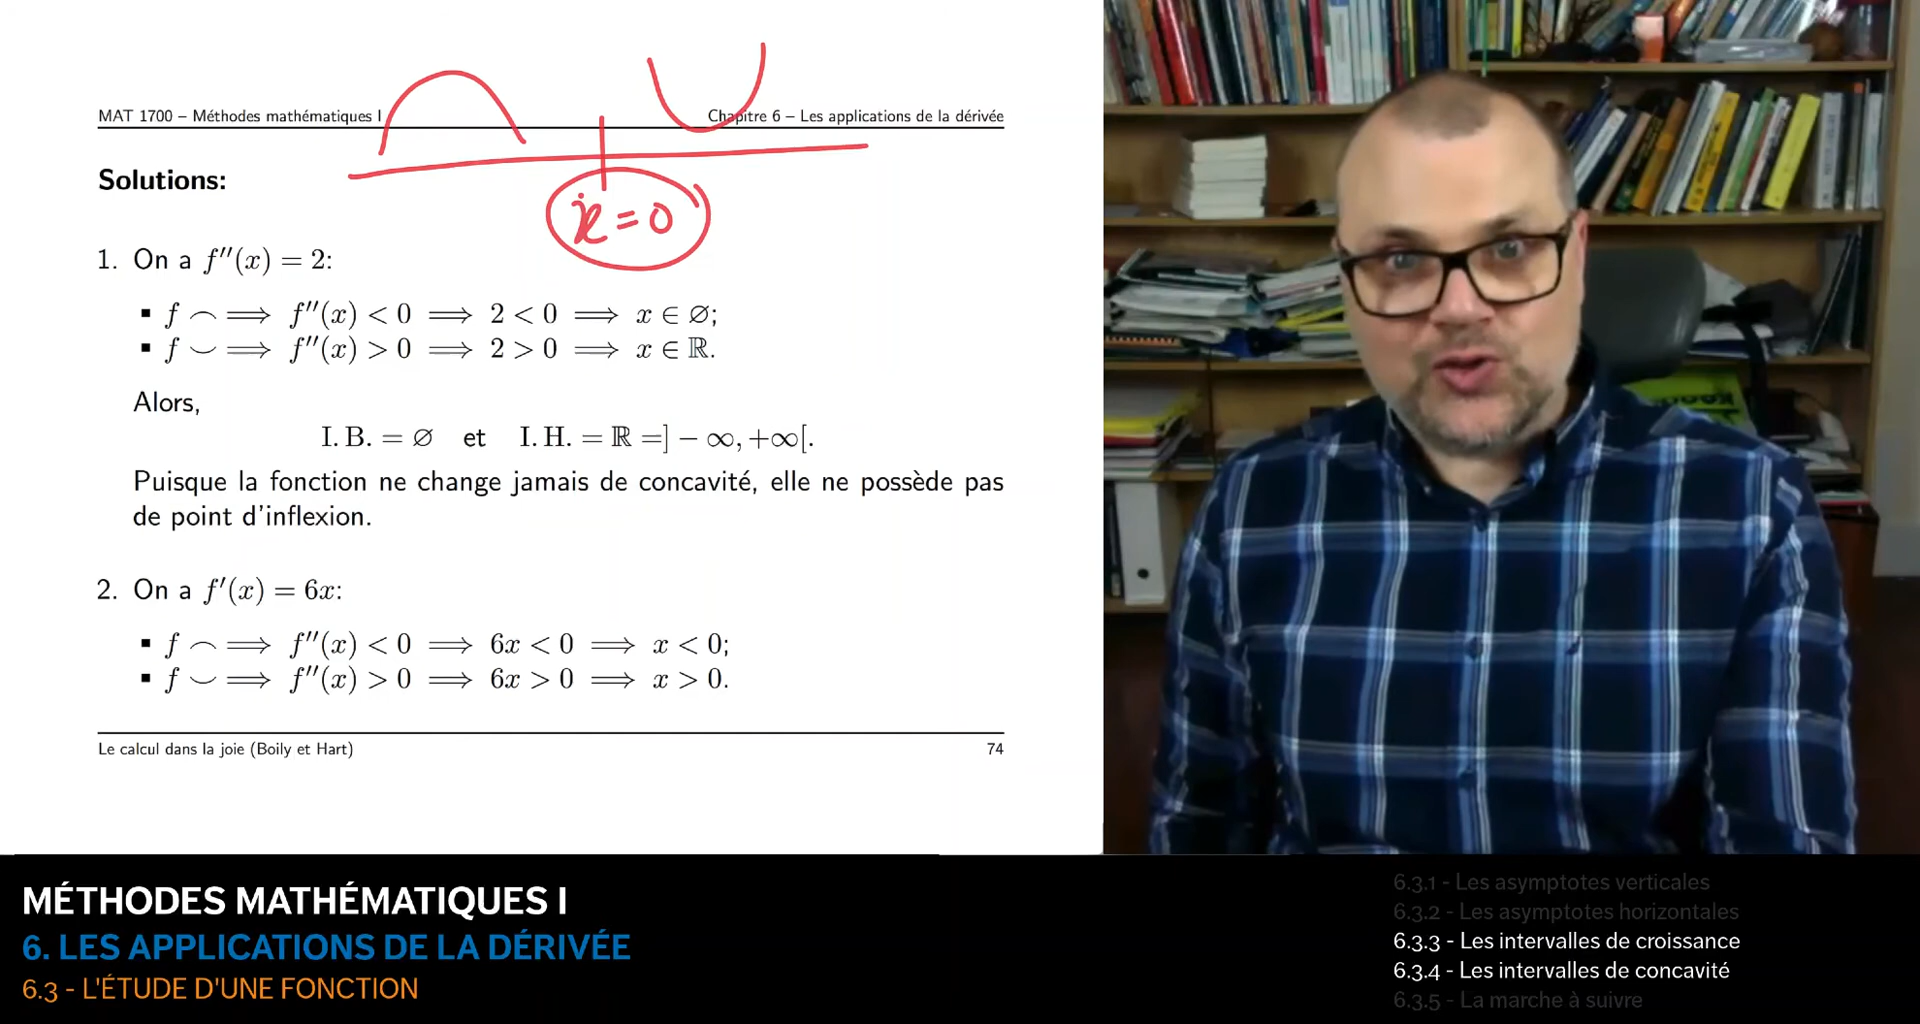 MAT 1700 – Méthodes mathématiques I
Chapitre 6 – Les applications de la dérivée
Solutions:
x = 0
1. On a f′′(x) = 2:
▪ f ⌢ ⟹ f′′(x) < 0 ⟹ 2 < 0 ⟹ x ∈ ∅;
▪ f ⌣ ⟹ f′′(x) > 0 ⟹ 2 > 0 ⟹ x ∈ ℝ.
Alors,
I. B. = ∅ et I. H. = ℝ =] − ∞, +∞[.
Puisque la fonction ne change jamais de concavité, elle ne possède pas
de point d'inflexion.
2. On a f′(x) = 6x:
▪ f ⌢ ⟹ f′′(x) < 0 ⟹ 6x < 0 ⟹ x < 0;
▪ f ⌣ ⟹ f′′(x) > 0 ⟹ 6x > 0 ⟹ x > 0.
Le calcul dans la joie (Boily et Hart)
74
MÉTHODES MATHÉMATIQUES I
6. LES APPLICATIONS DE LA DÉRIVÉE
6.3 - L'ÉTUDE D'UNE FONCTION
6.3.1 - Les asymptotes verticales
6.3.2 - Les asymptotes horizontales
6.3.3 - Les intervalles de croissance
6.3.4 - Les intervalles de concavité
6.3.5 - La marche à suivre